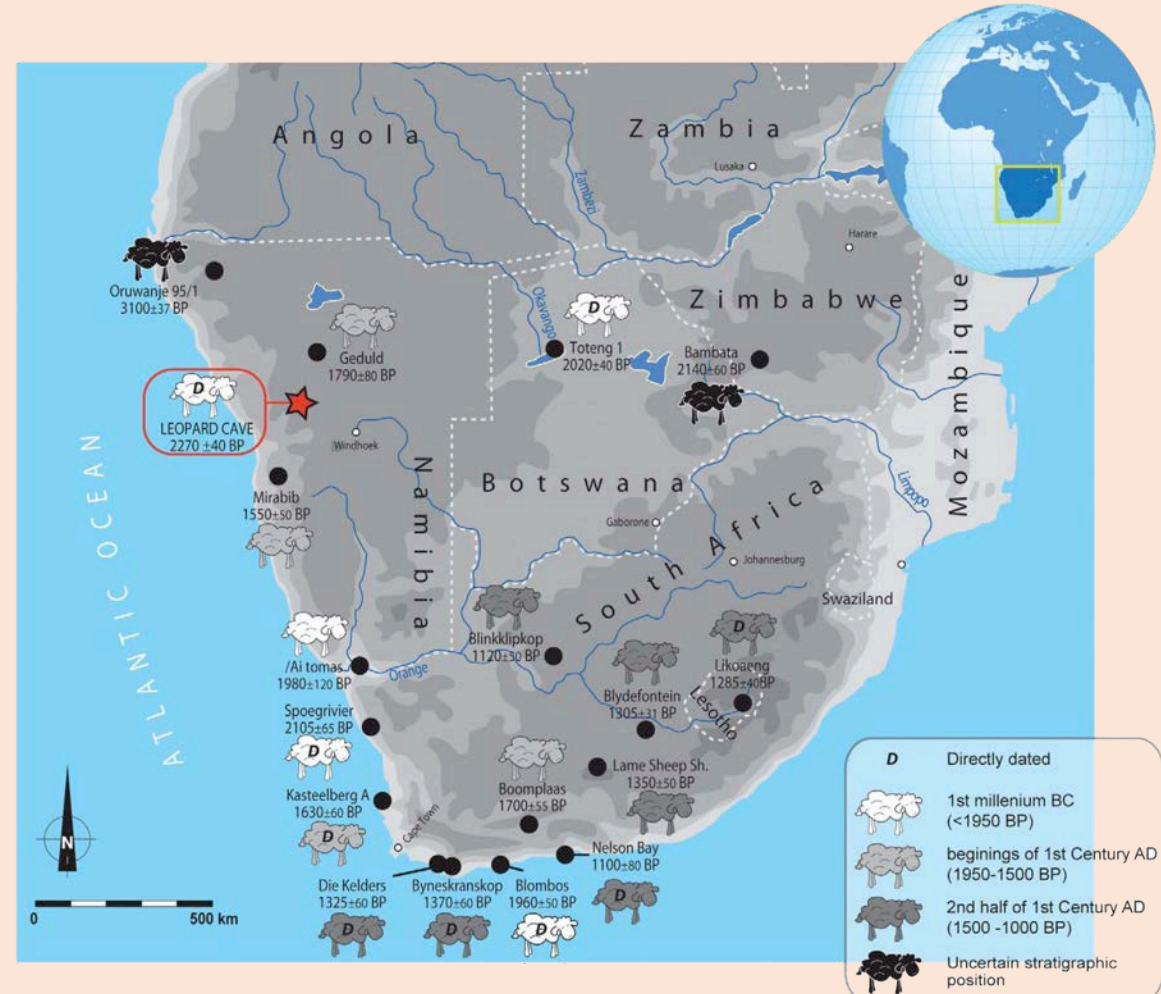 Angola
Zambia
Lusaka
Zambezi
Harare
Oruwanje 95/1
3100±37 BP
Zimbabwe
Mozambique
Okavango
D
Toteng 1
2020±40 BP
Bambata
2140±60 BP
Geduld
1790±80 BP
D
LEOPARD CAVE
2270 ±40 BP
Windhoek
Namibia
Botswana
Limpopo
ATLANTIC OCEAN
Mirabib
1550±50 BP
Gaborone
South Africa
Johannesburg
Swaziland
Blinkklipkop
1120±50 BP
D
Likoaeng
1285±40BP
Lesotho
/Ai tomas
1980±120 BP
Orange
Blydefontein
1305±31 BP
Spoegrivier
2105±65 BP
D
Lame Sheep Sh.
1350±50 BP
Boomplaas
1700±55 BP
Kasteelberg A
1630±60 BP
D
Cape Town
Nelson Bay
1100±80 BP
D
Die Kelders
1325±60 BP
D
Byneskranskop
1370±60 BP
D
Blombos
1960±50 BP
D
N
0 500 km
D Directly dated
1st millenium BC
(<1950 BP)
beginings of 1st Century AD
(1950-1500 BP)
2nd half of 1st Century AD
(1500 -1000 BP)
Uncertain stratigraphic
position